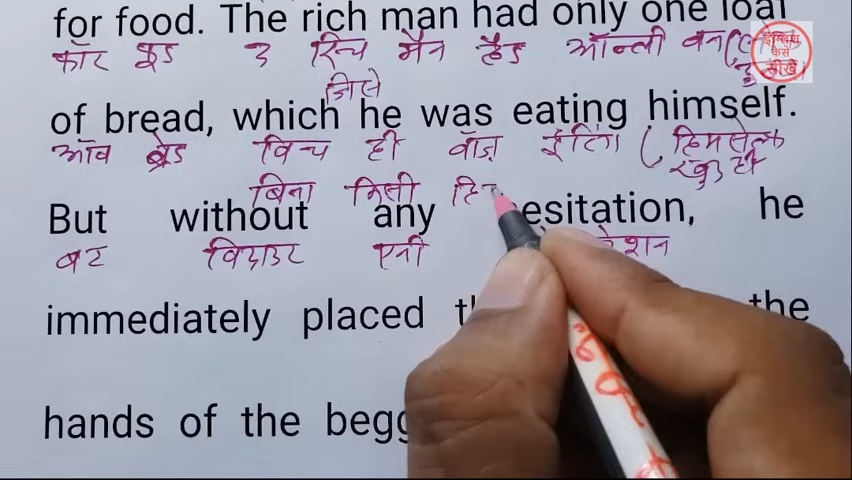 for food. The rich man had only one loaf
फॉर फूड द रिच मैन हैड ऑन्ली वन
जिसे
of bread, which he was eating himself.
ऑव ब्रेड विच ही वॉज़ ईटिंग (हिमसेल्फ
खुद ही
बिना किसी हि
But without any hesitation, he
बट विदाउट एनी टेशन
immediately placed the
hands of the